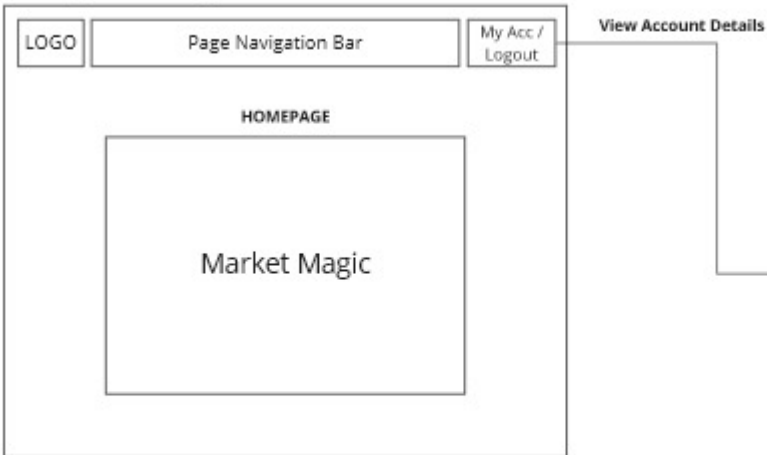 LOGO
Page Navigation Bar
My Acc /
Logout
View Account Details
HOMEPAGE
Market Magic